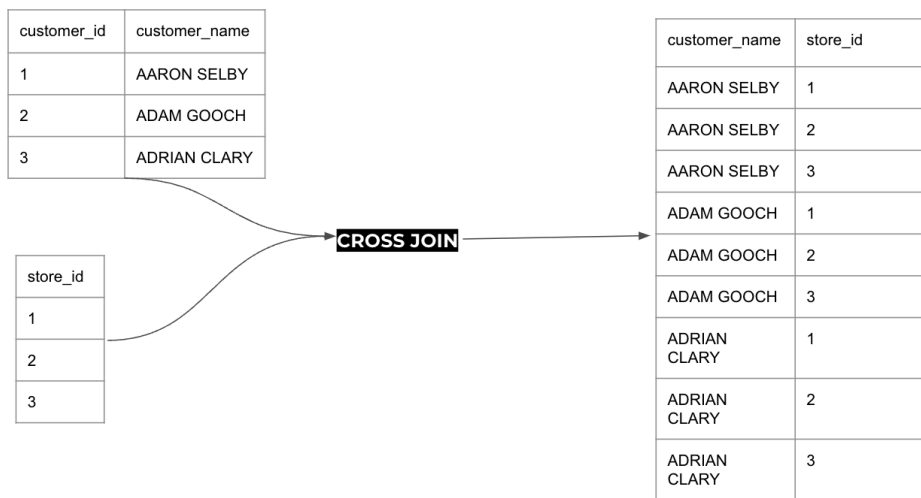 customer_id customer_name
1 AARON SELBY
2 ADAM GOOCH
3 ADRIAN CLARY
store_id
1
2
3
CROSS JOIN
customer_name store_id
AARON SELBY 1
AARON SELBY 2
AARON SELBY 3
ADAM GOOCH 1
ADAM GOOCH 2
ADAM GOOCH 3
ADRIAN 1
CLARY
ADRIAN 2
CLARY
ADRIAN 3
CLARY